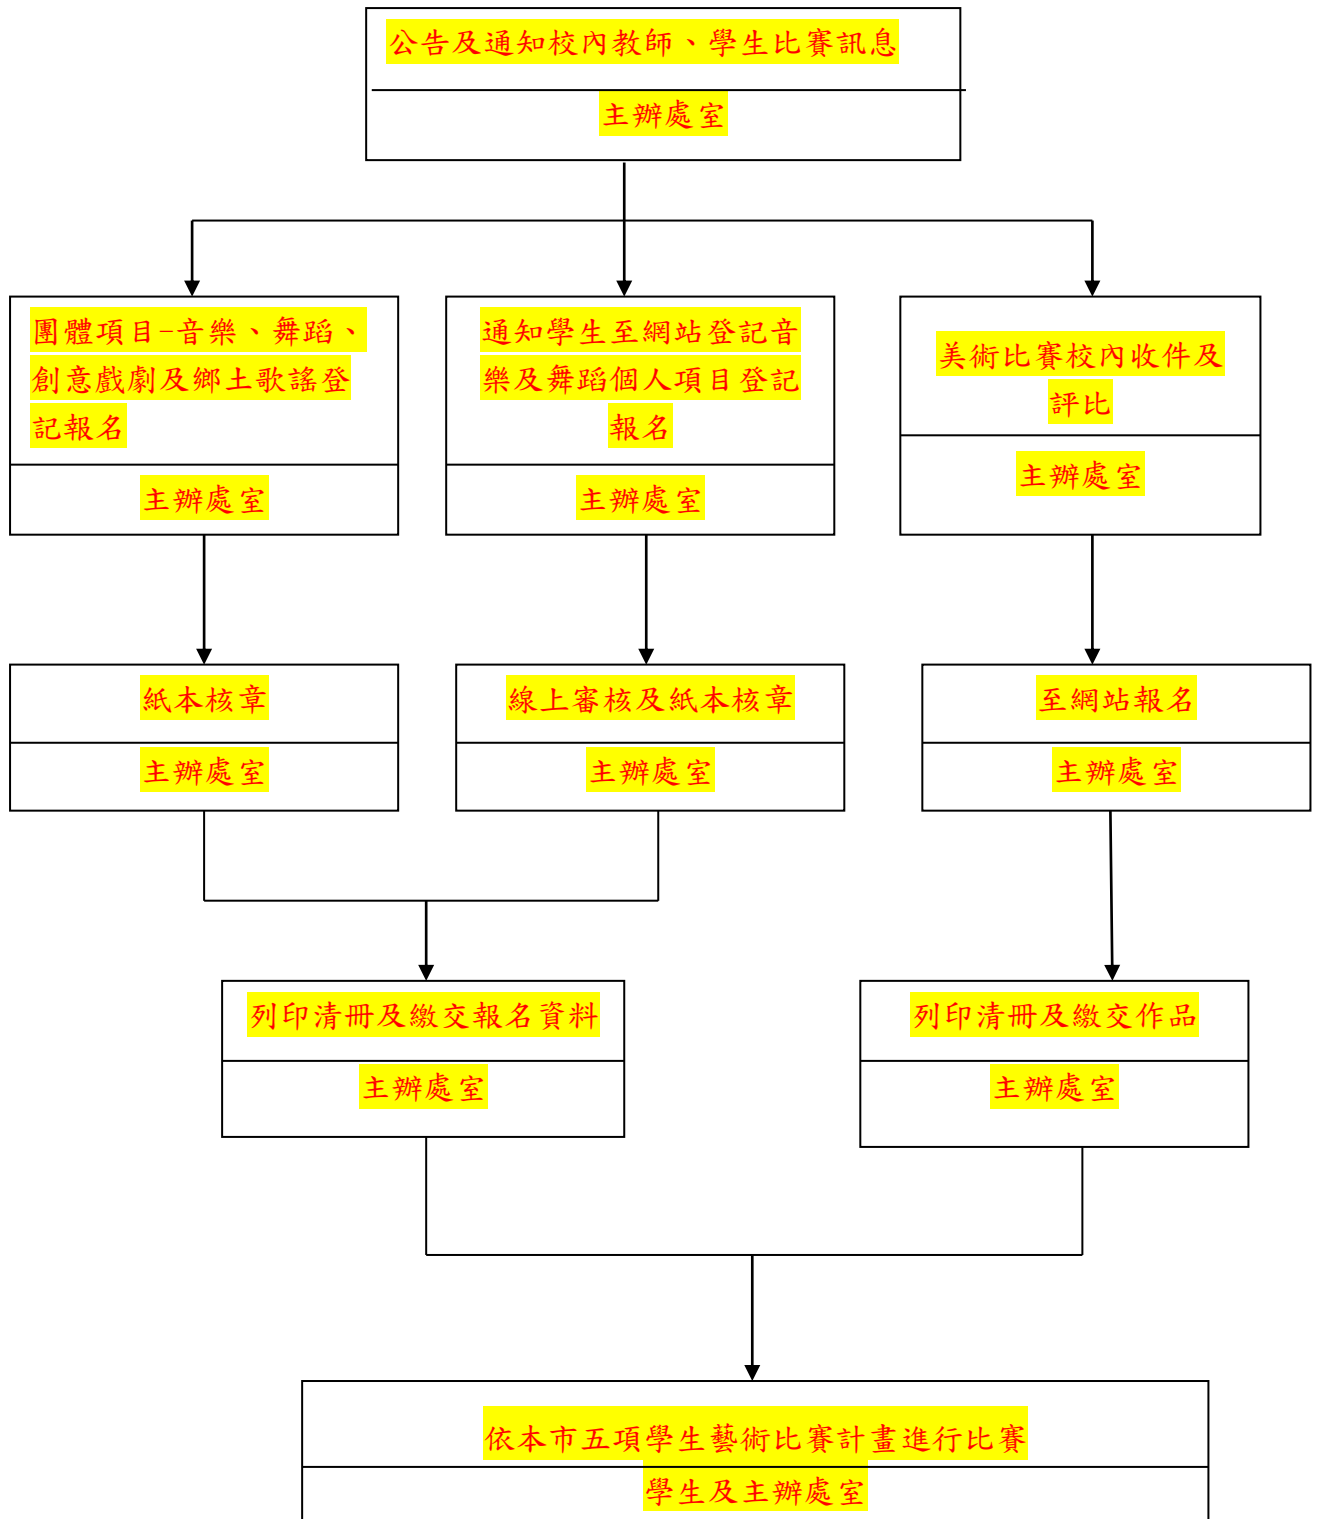 公告及通知校內教師、學生比賽訊息
主辦處室
團體項目-音樂、舞蹈、
創意戲劇及鄉土歌謠登
記報名
主辦處室
通知學生至網站登記音
樂及舞蹈個人項目登記
報名
主辦處室
美術比賽校內收件及
評比
主辦處室
紙本核章
主辦處室
線上審核及紙本核章
主辦處室
至網站報名
主辦處室
列印清冊及繳交報名資料
主辦處室
列印清冊及繳交作品
主辦處室
依本市五項學生藝術比賽計畫進行比賽
學生及主辦處室